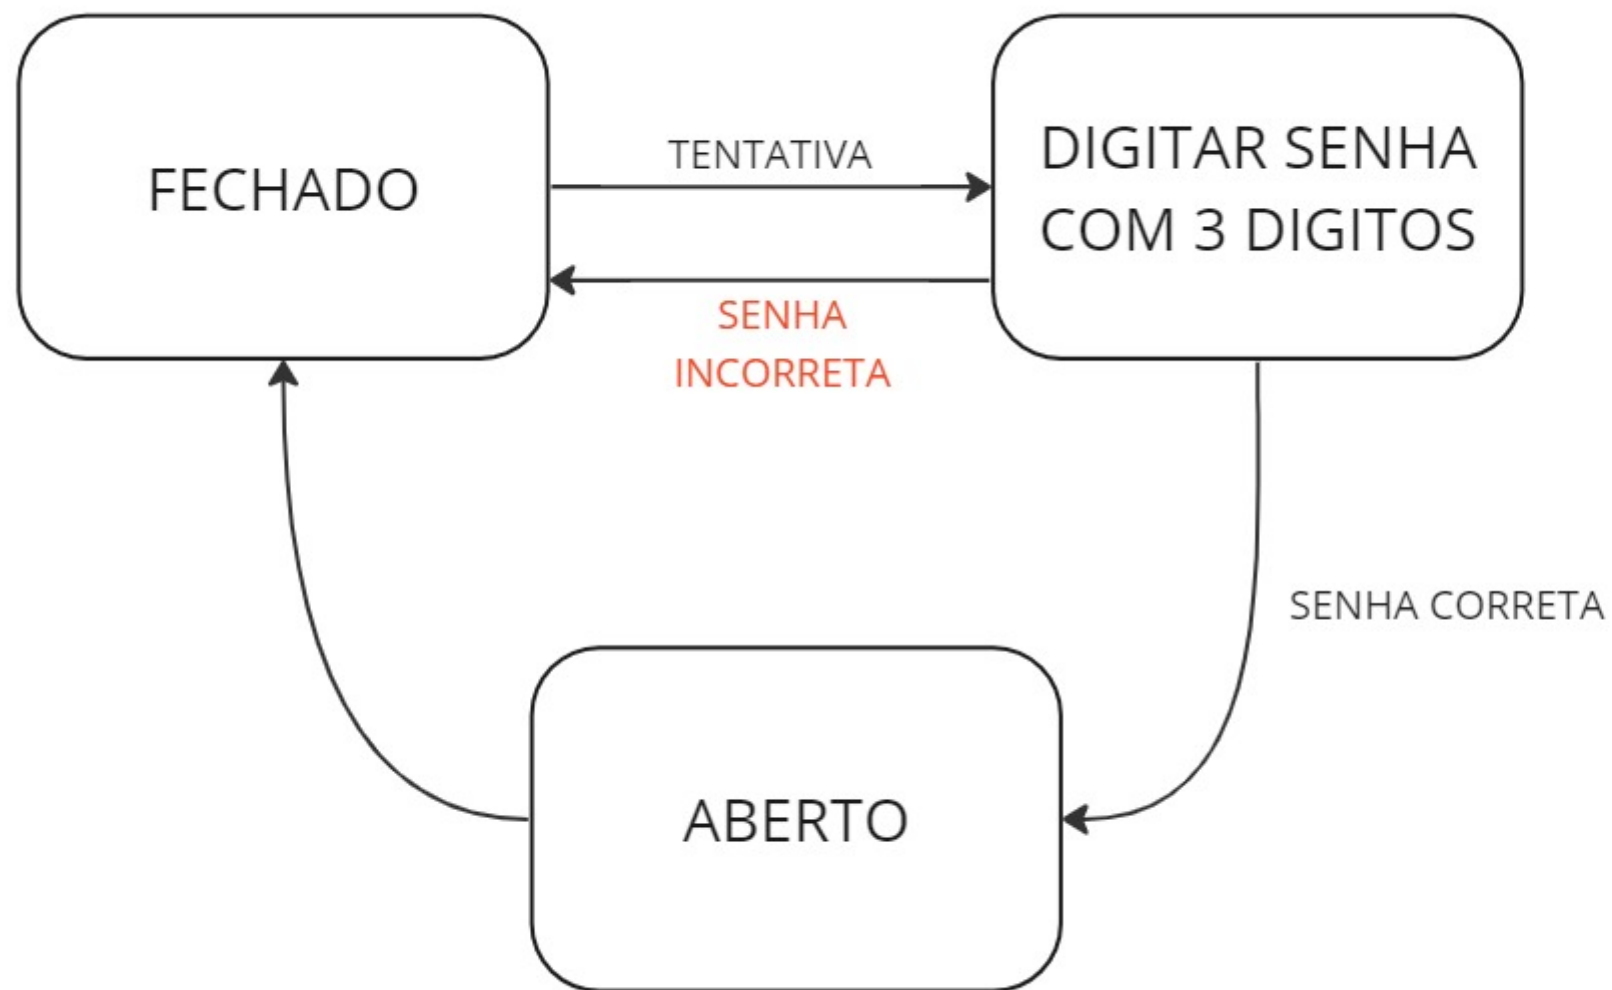 FECHADO
TENTATIVA
DIGITAR SENHA
COM 3 DIGITOS
SENHA
INCORRETA
SENHA CORRETA
ABERTO